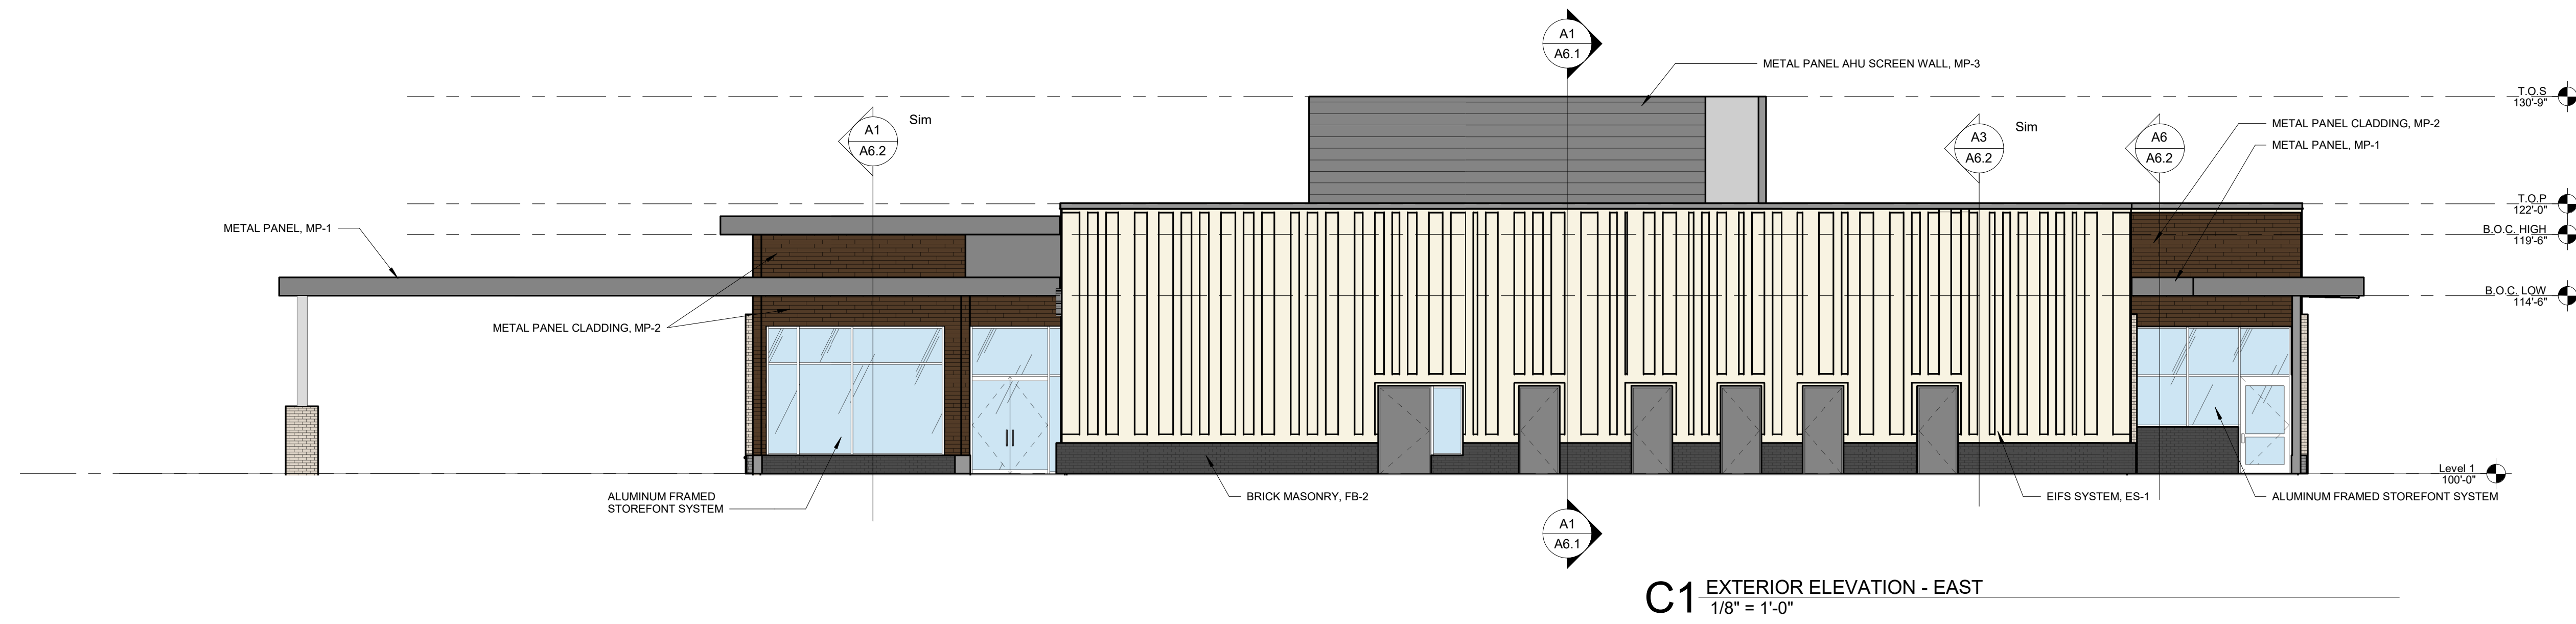 A1
A6.1
METAL PANEL AHU SCREEN WALL, MP-3
T.O.S
130'-9"
A1
A6.2
Sim
A3
A6.2
Sim
A6
A6.2
METAL PANEL CLADDING, MP-2
METAL PANEL, MP-1
T.O.P
122'-0"
METAL PANEL, MP-1
B.O.C. HIGH
119'-6"
B.O.C. LOW
114'-6"
METAL PANEL CLADDING, MP-2
Level 1
100'-0"
ALUMINUM FRAMED
STOREFONT SYSTEM
BRICK MASONRY, FB-2
EIFS SYSTEM, ES-1
ALUMINUM FRAMED STOREFONT SYSTEM
A1
A6.1
C1
EXTERIOR ELEVATION - EAST
1/8" = 1'-0"